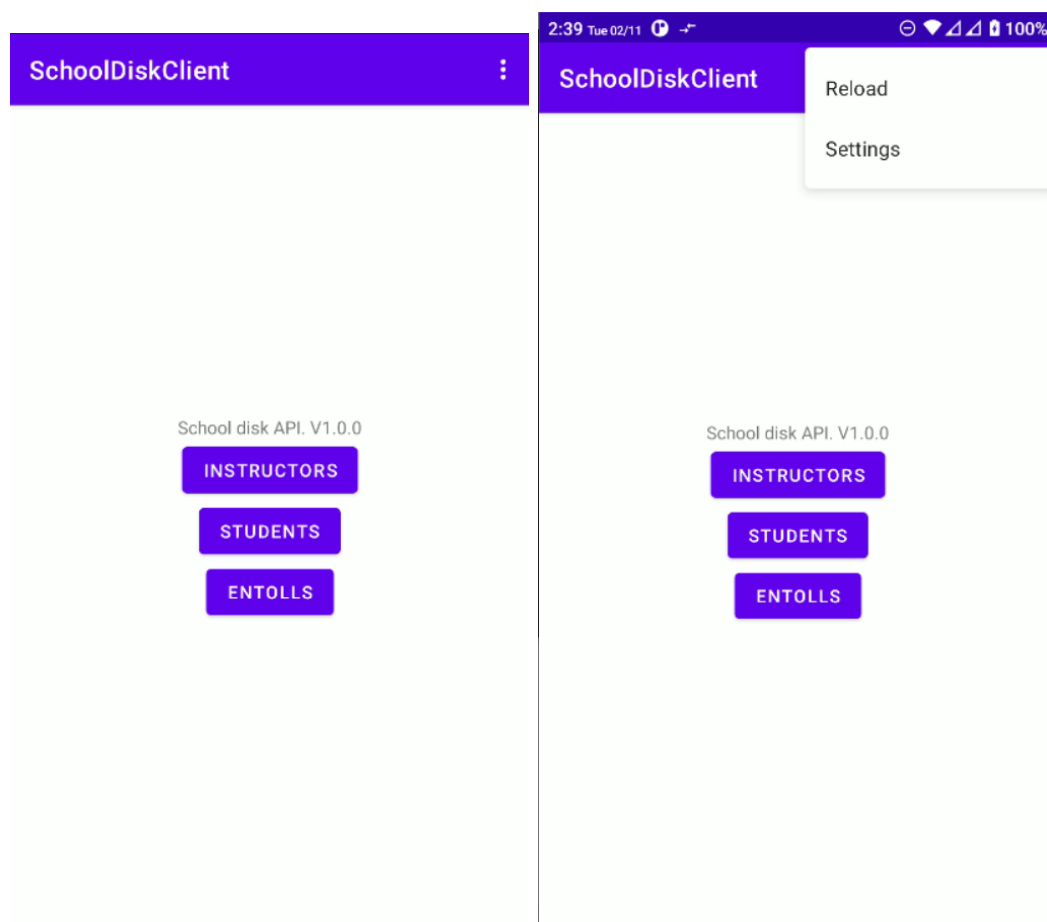 SchoolDiskClient
School disk API. V1.0.0
INSTRUCTORS
STUDENTS
ENTOLLS
2:39 Tue 02/11 100%
SchoolDiskClient
Reload
Settings
School disk API. V1.0.0
INSTRUCTORS
STUDENTS
ENTOLLS